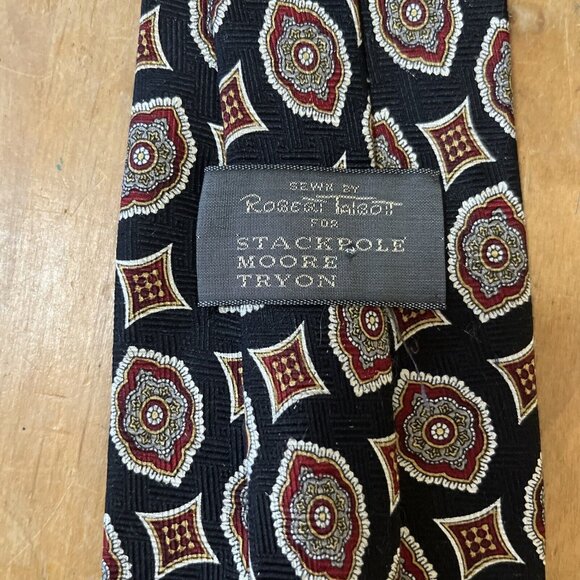 SEWN BY
ROBERT TALBOTT
FOR
STACKPOLE
MOORE
TRYON